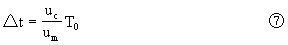 △t = u_c/u_m T_0 ⑦